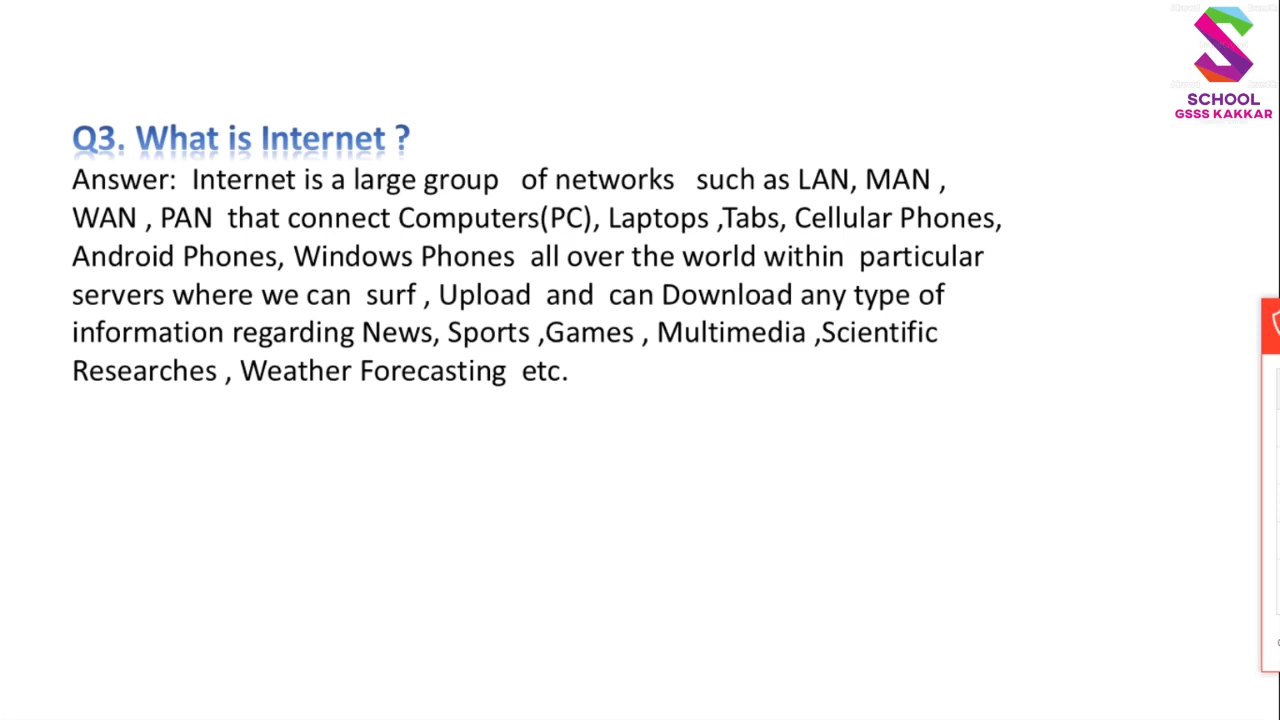 SCHOOL
GSSS KAKKAR
Q3. What is Internet ?
Answer:  Internet is a large group   of networks   such as LAN, MAN ,
WAN , PAN  that connect Computers(PC), Laptops ,Tabs, Cellular Phones,
Android Phones, Windows Phones  all over the world within  particular
servers where we can  surf , Upload  and  can Download any type of
information regarding News, Sports ,Games , Multimedia ,Scientific
Researches , Weather Forecasting  etc.